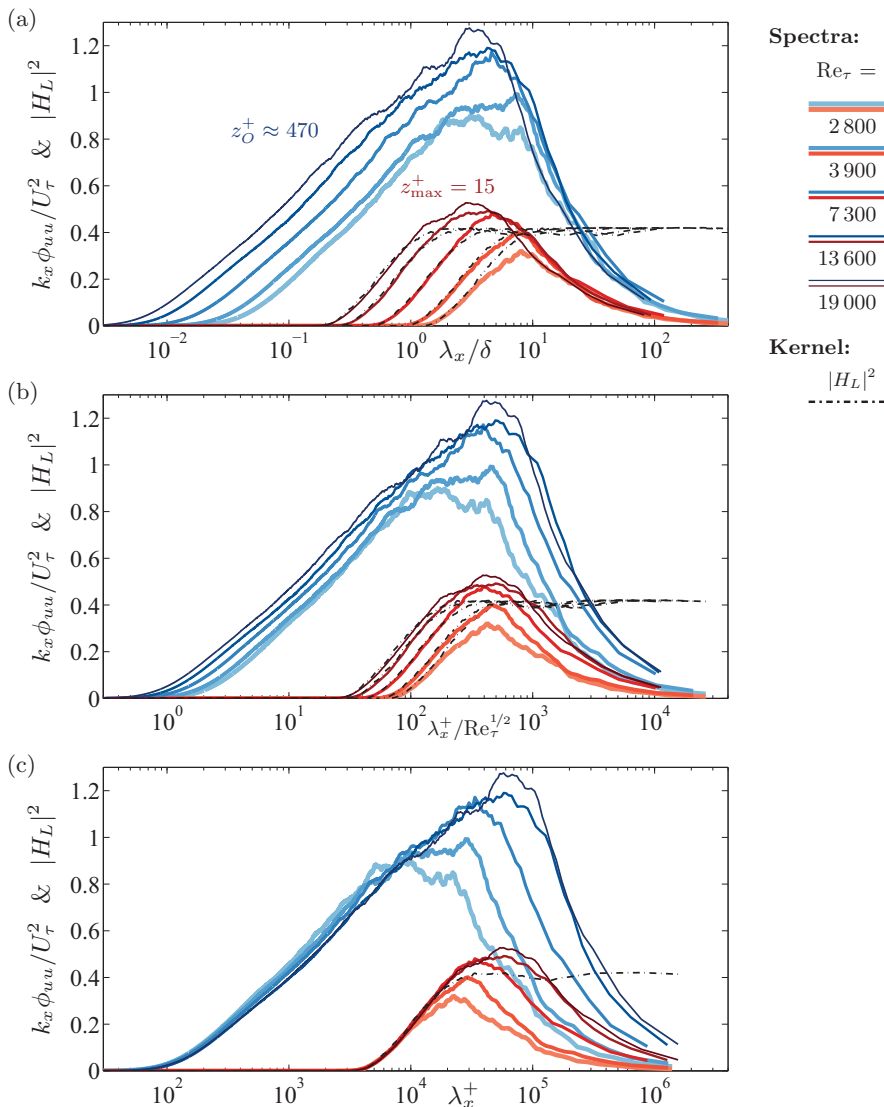 (a)
k_x ϕ_uu/U_τ^2 & |H_L|^2
1.2
1
0.8
0.6
0.4
0.2
0
z_O^+ ≈ 470
z_max^+ = 15
10^−2
10^−1
10^0
10^1
10^2
λ_x/δ
(b)
k_x ϕ_uu/U_τ^2 & |H_L|^2
1.2
1
0.8
0.6
0.4
0.2
0
10^0
10^1
10^2
10^3
10^4
λ_x^+/Re_τ^1/2
(c)
k_x ϕ_uu/U_τ^2 & |H_L|^2
1.2
1
0.8
0.6
0.4
0.2
0
10^2
10^3
10^4
10^5
10^6
λ_x^+
Spectra:
Re_τ =
2 800
3 900
7 300
13 600
19 000
Kernel:
|H_L|^2